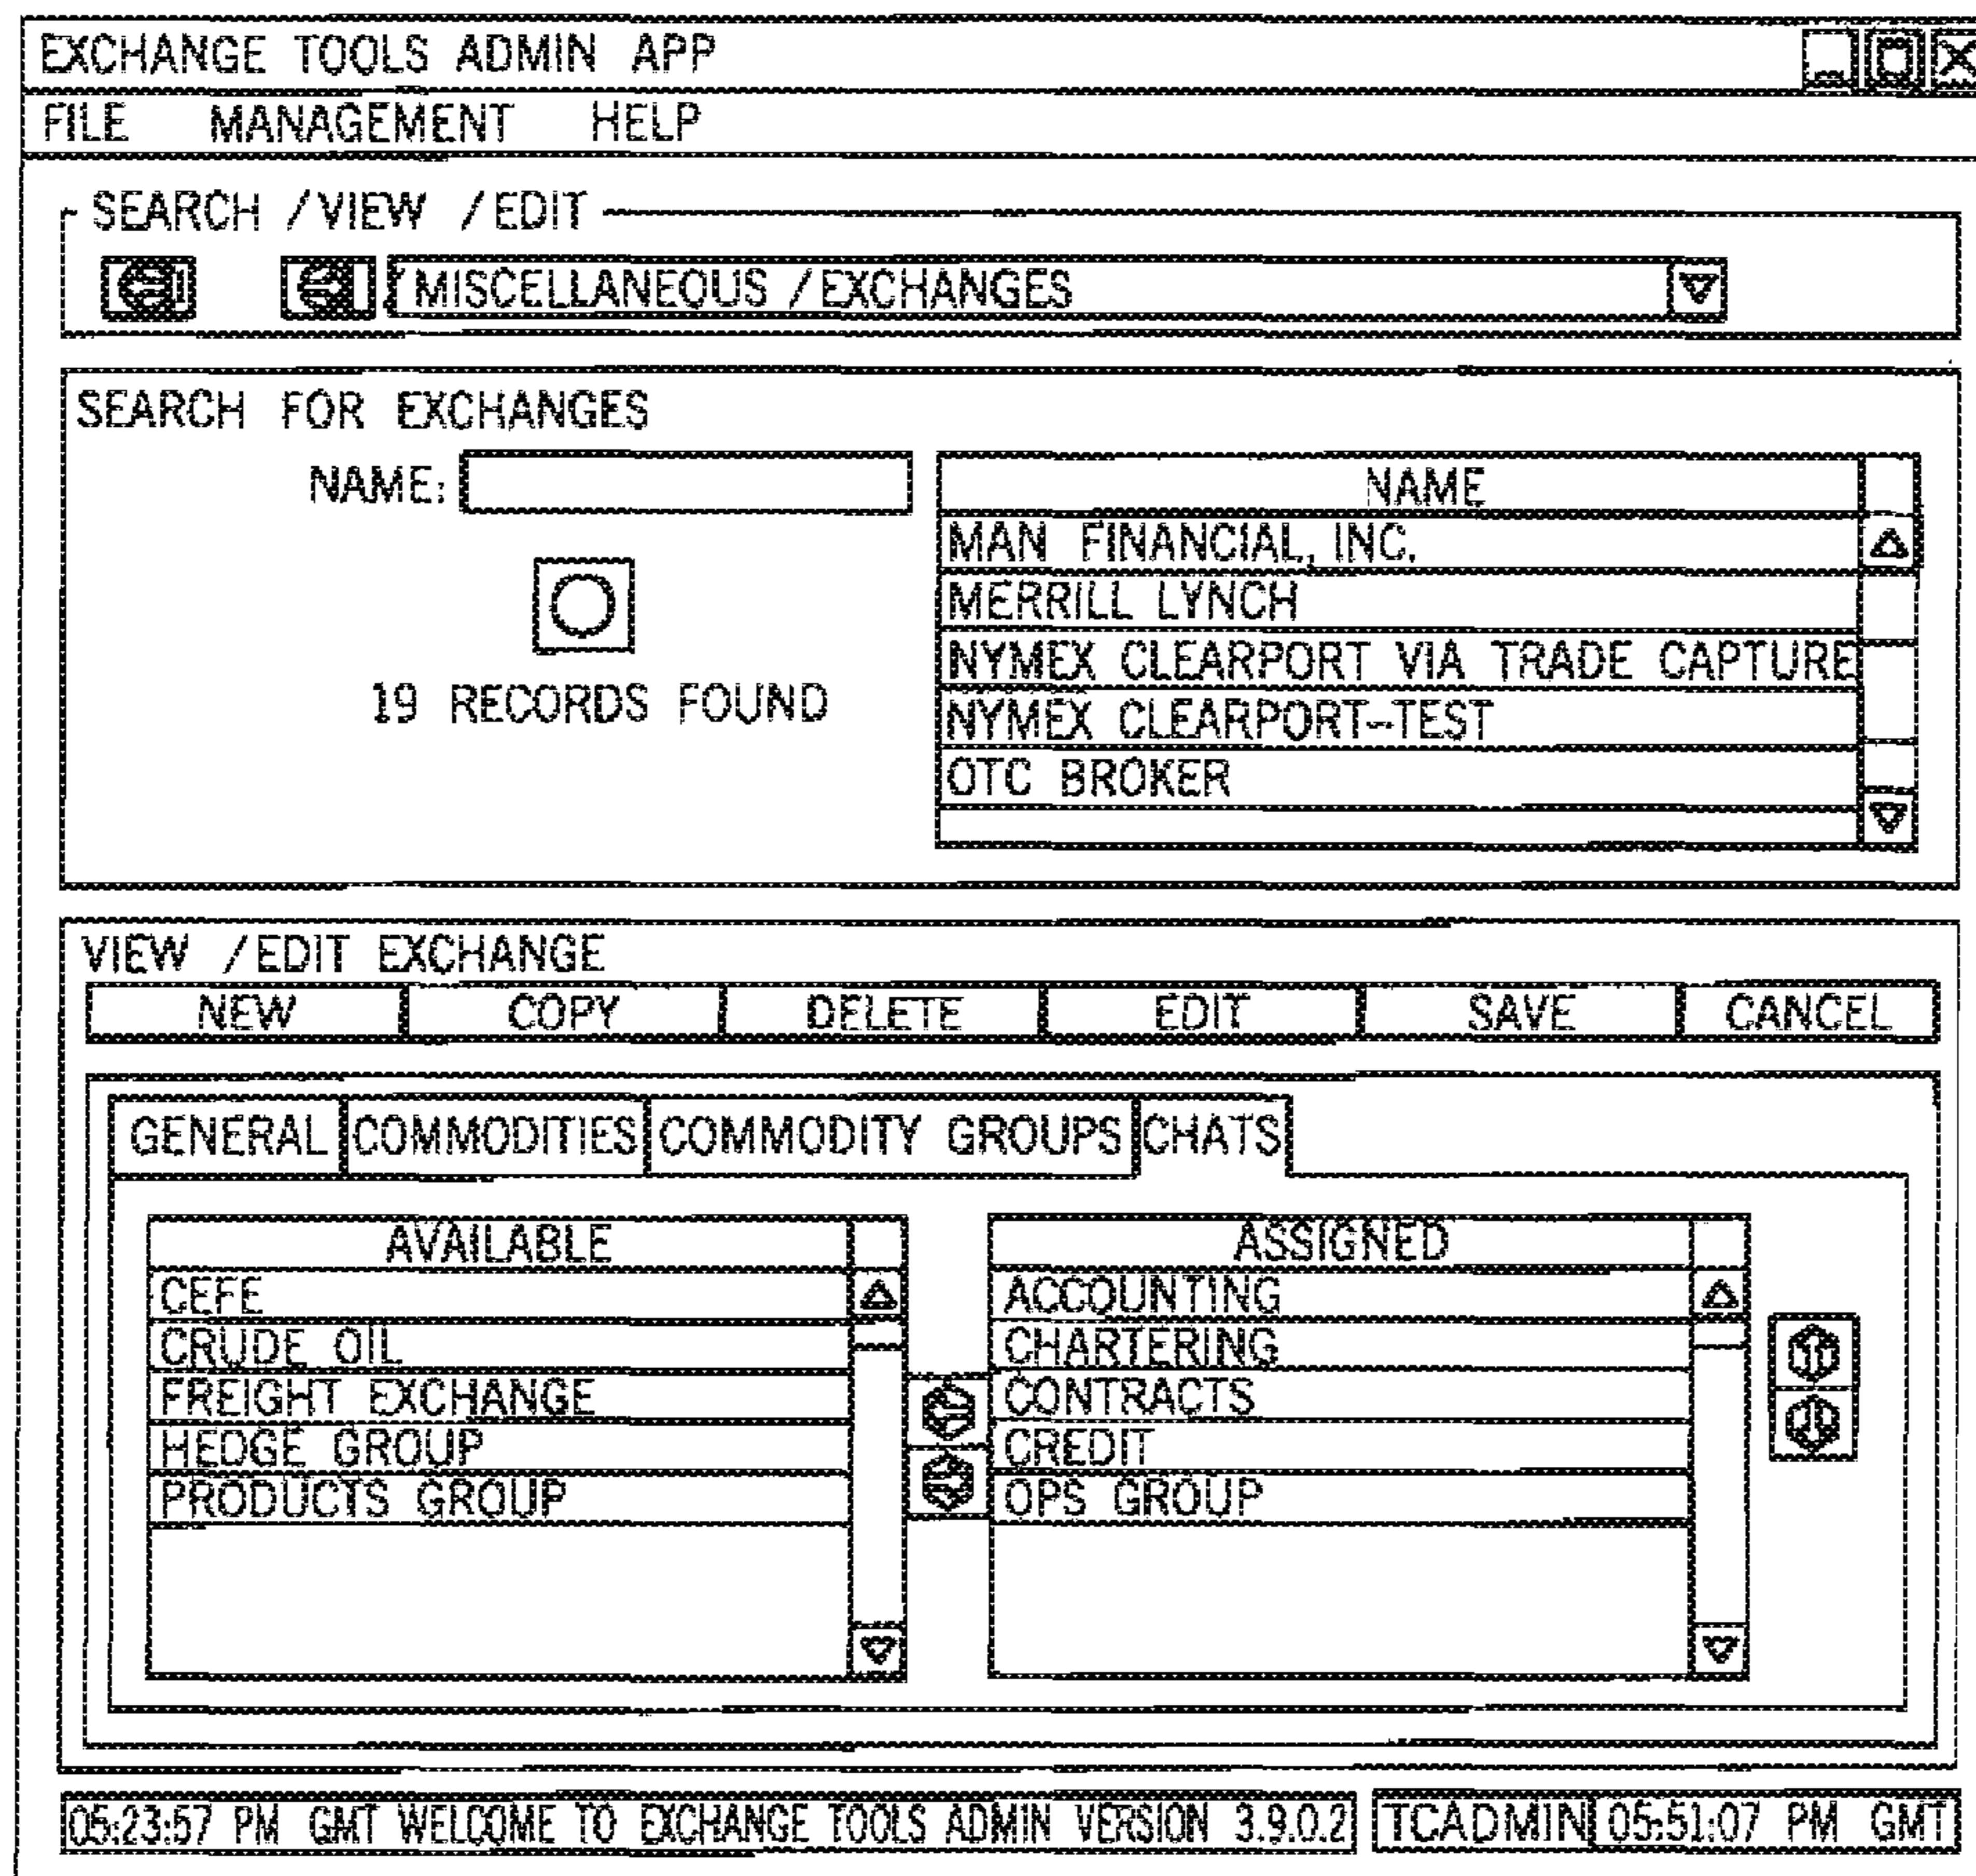 EXCHANGE TOOLS ADMIN APP
FILE MANAGEMENT HELP
SEARCH /VIEW /EDIT
MISCELLANEOUS /EXCHANGES
SEARCH FOR EXCHANGES
NAME:
19 RECORDS FOUND
NAME
MAN FINANCIAL, INC.
MERRILL LYNCH
NYMEX CLEARPORT VIA TRADE CAPTURE
NYMEX CLEARPORT-TEST
OTC BROKER
VIEW /EDIT EXCHANGE
NEW COPY DELETE EDIT SAVE CANCEL
GENERAL COMMODITIES COMMODITY GROUPS CHATS
AVAILABLE
CEFE
CRUDE OIL
FREIGHT EXCHANGE
HEDGE GROUP
PRODUCTS GROUP
ASSIGNED
ACCOUNTING
CHARTERING
CONTRACTS
CREDIT
OPS GROUP
05:23:57 PM GMT WELCOME TO EXCHANGE TOOLS ADMIN VERSION 3.9.0.2 TCADMIN 05:51:07 PM GMT